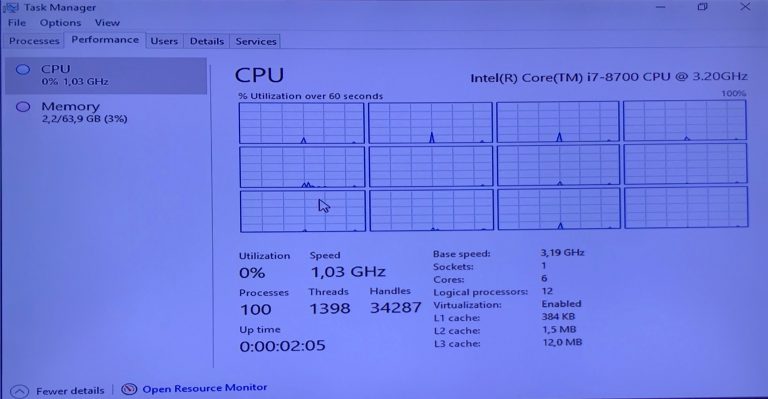 Task Manager
File Options View
Processes Performance Users Details Services
CPU
0% 1,03 GHz
Memory
2,2/63,9 GB (3%)
CPU
Intel(R) Core(TM) i7-8700 CPU @ 3.20GHz
% Utilization over 60 seconds
100%
Utilization Speed
0% 1,03 GHz
Processes Threads Handles
100 1398 34287
Up time
0:00:02:05
Base speed: 3,19 GHz
Sockets: 1
Cores: 6
Logical processors: 12
Virtualization: Enabled
L1 cache: 384 KB
L2 cache: 1,5 MB
L3 cache: 12,0 MB
Fewer details Open Resource Monitor